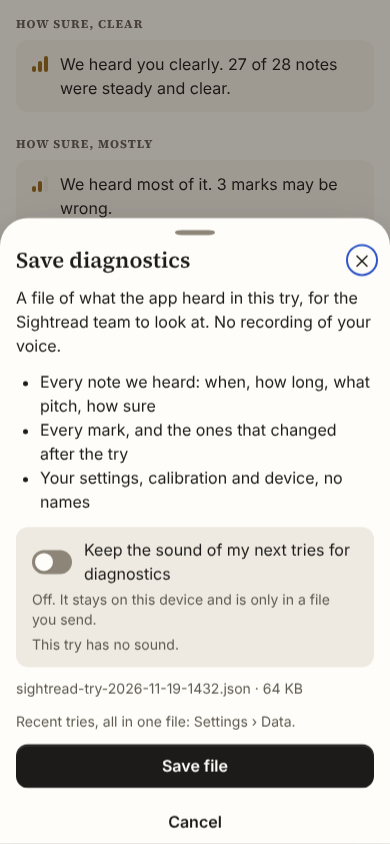 HOW SURE, CLEAR
We heard you clearly. 27 of 28 notes
were steady and clear.
HOW SURE, MOSTLY
We heard most of it. 3 marks may be
wrong.
Save diagnostics
A file of what the app heard in this try, for the
Sightread team to look at. No recording of your
voice.
• Every note we heard: when, how long, what
pitch, how sure
• Every mark, and the ones that changed
after the try
• Your settings, calibration and device, no
names
Keep the sound of my next tries for
diagnostics
Off. It stays on this device and is only in a file
you send.
This try has no sound.
sightread-try-2026-11-19-1432.json · 64 KB
Recent tries, all in one file: Settings › Data.
Save file
Cancel